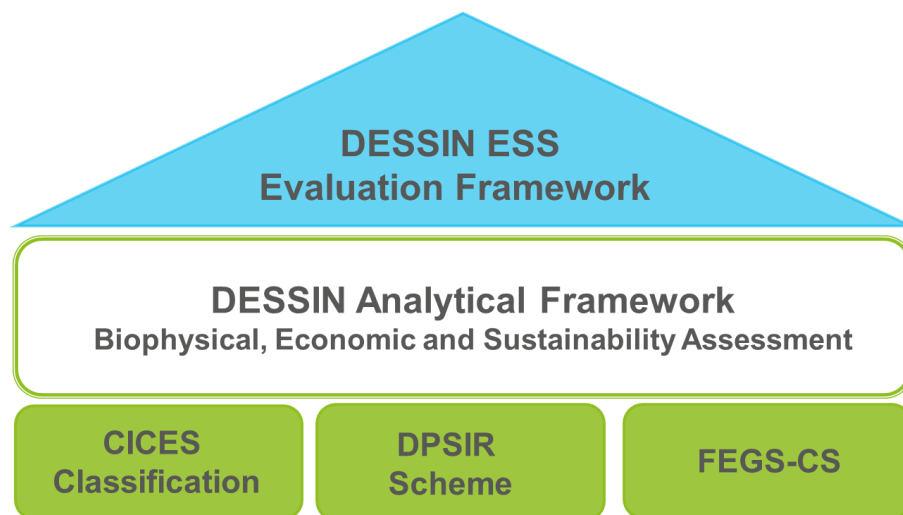 DESSIN ESS
Evaluation Framework
DESSIN Analytical Framework
Biophysical, Economic and Sustainability Assessment
CICES
Classification
DPSIR
Scheme
FEGS-CS